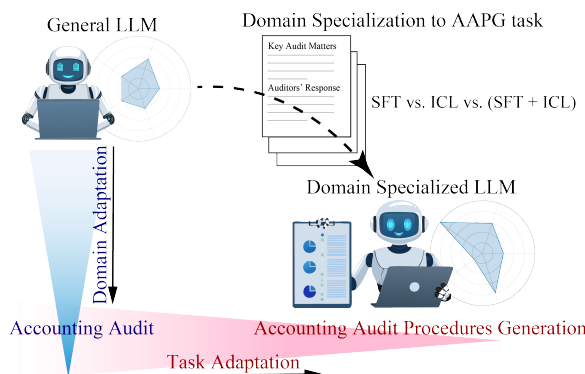 General LLM
Domain Specialization to AAPG task
Key Audit Matters
Auditors' Response
SFT vs. ICL vs. (SFT + ICL)
Domain Adaptation
Domain Specialized LLM
Accounting Audit
Accounting Audit Procedures Generation
Task Adaptation